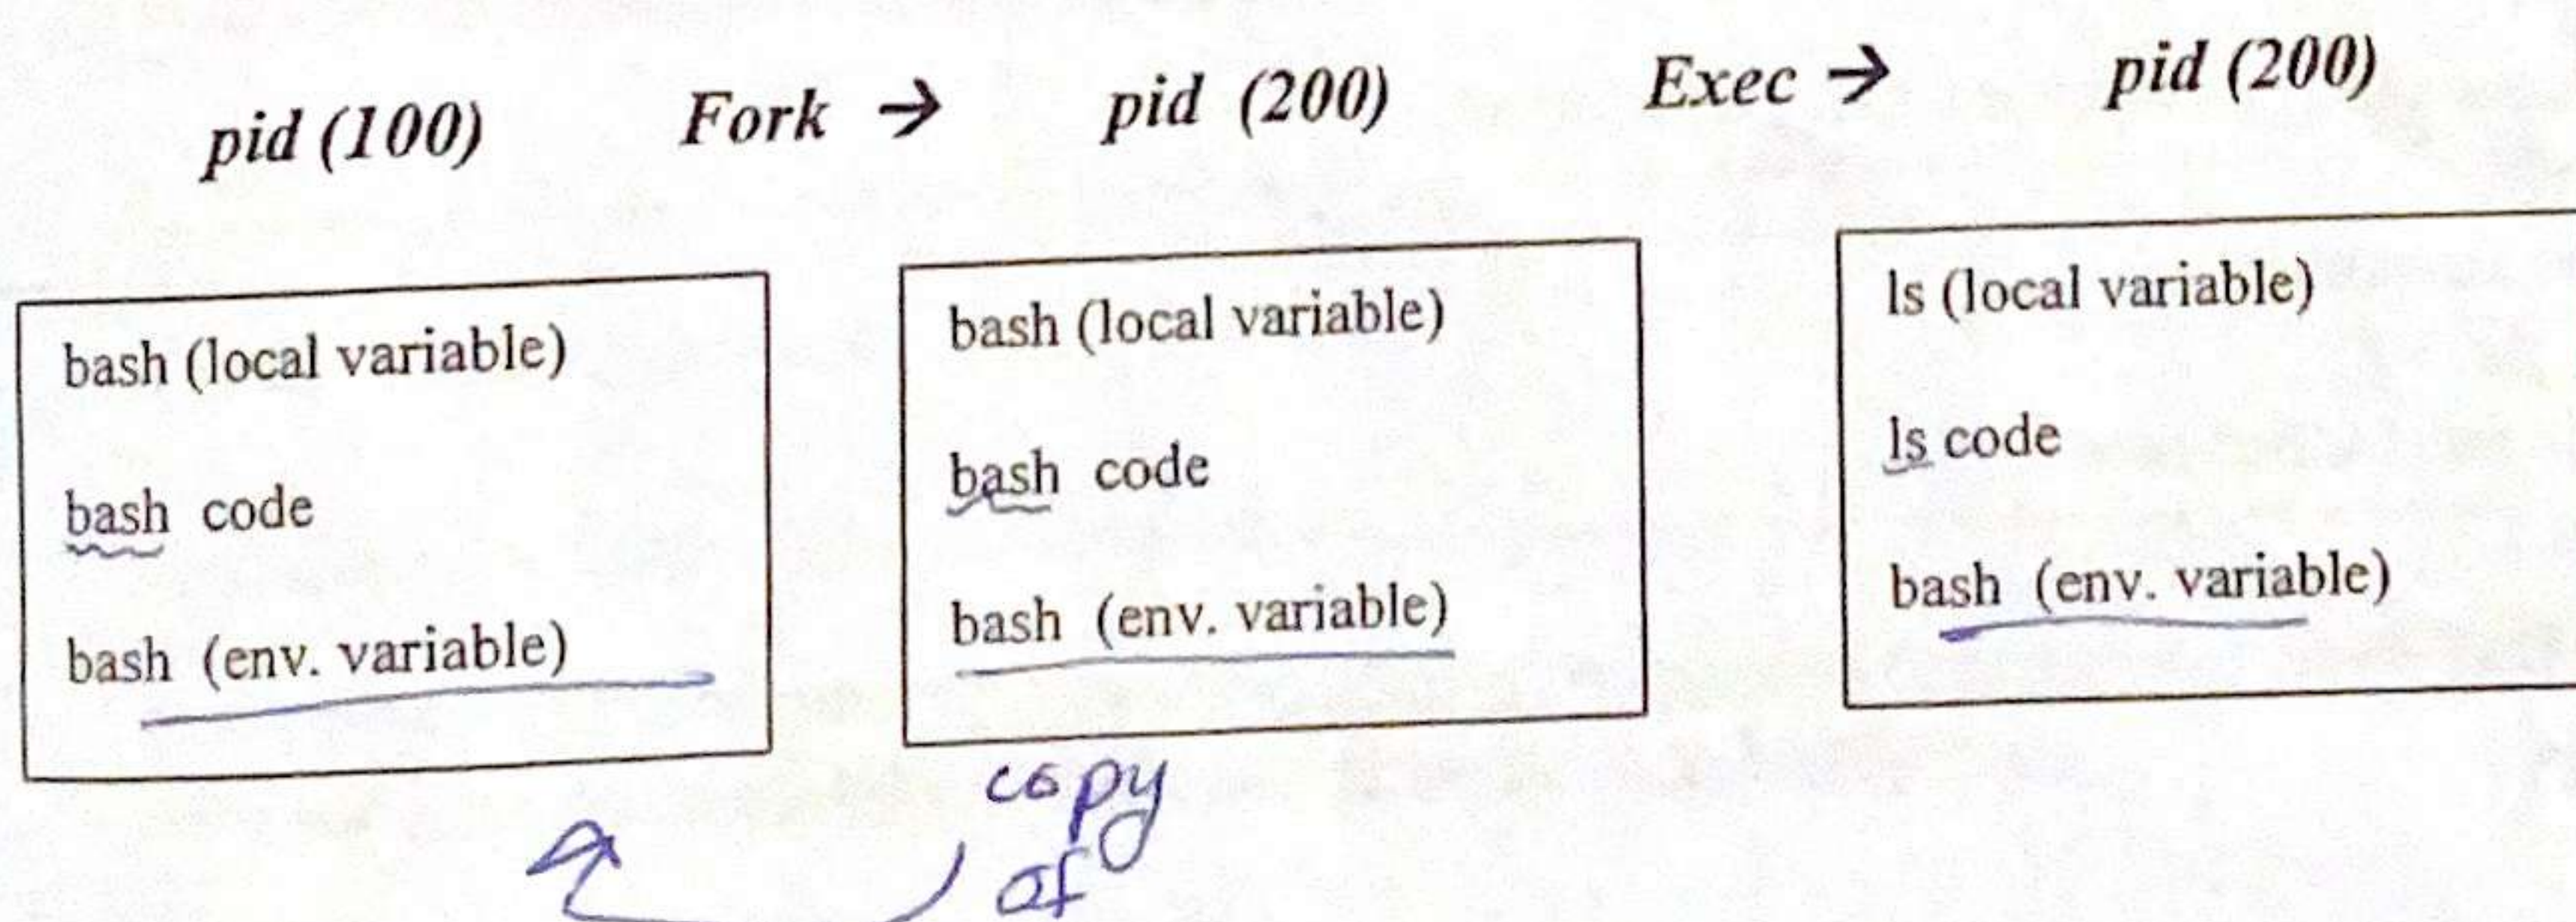 pid (100) Fork → pid (200) Exec → pid (200)
bash (local variable)
bash code
bash (env. variable)
bash (local variable)
bash code
bash (env. variable)
ls (local variable)
ls code
bash (env. variable)
copy
of